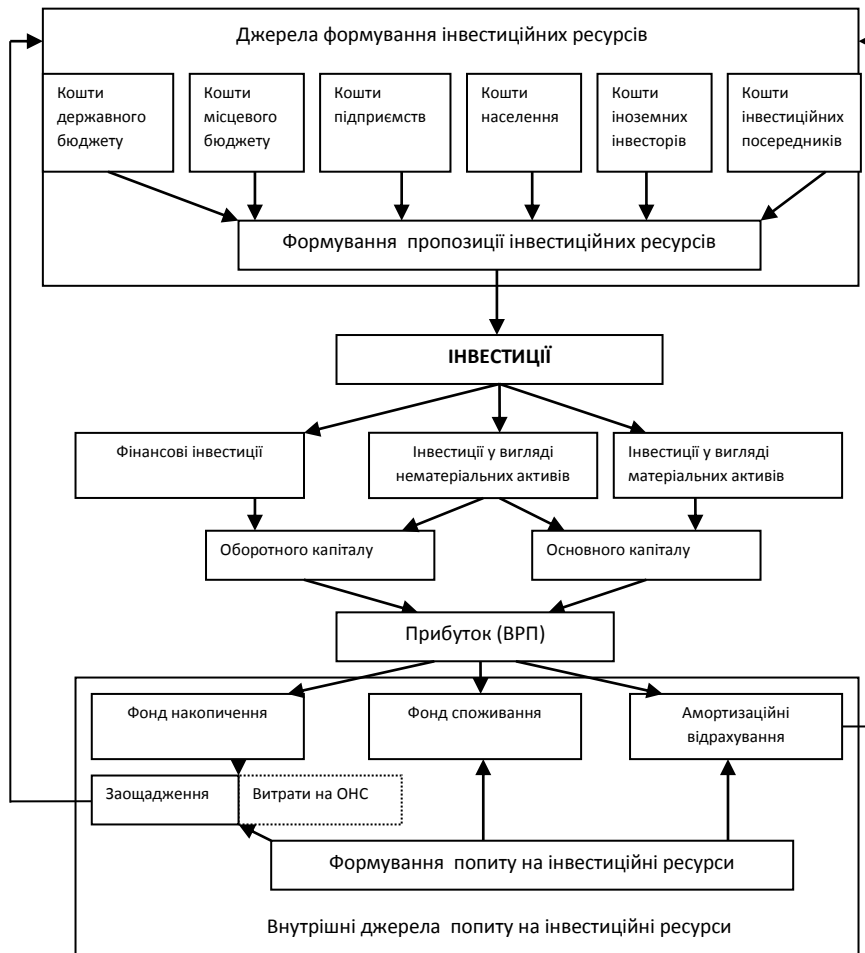 Джерела формування інвестиційних ресурсів
Кошти
державного
бюджету
Кошти
місцевого
бюджету
Кошти
підприємств
Кошти
населення
Кошти
іноземних
інвесторів
Кошти
інвестиційних
посередників
Формування пропозиції інвестиційних ресурсів
ІНВЕСТИЦІЇ
Фінансові інвестиції
Інвестиції у вигляді
нематеріальних активів
Інвестиції у вигляді
матеріальних активів
Оборотного капіталу
Основного капіталу
Прибуток (ВРП)
Фонд накопичення
Фонд споживання
Амортизаційні
відрахування
Заощадження
Витрати на ОНС
Формування попиту на інвестиційні ресурси
Внутрішні джерела попиту на інвестиційні ресурси